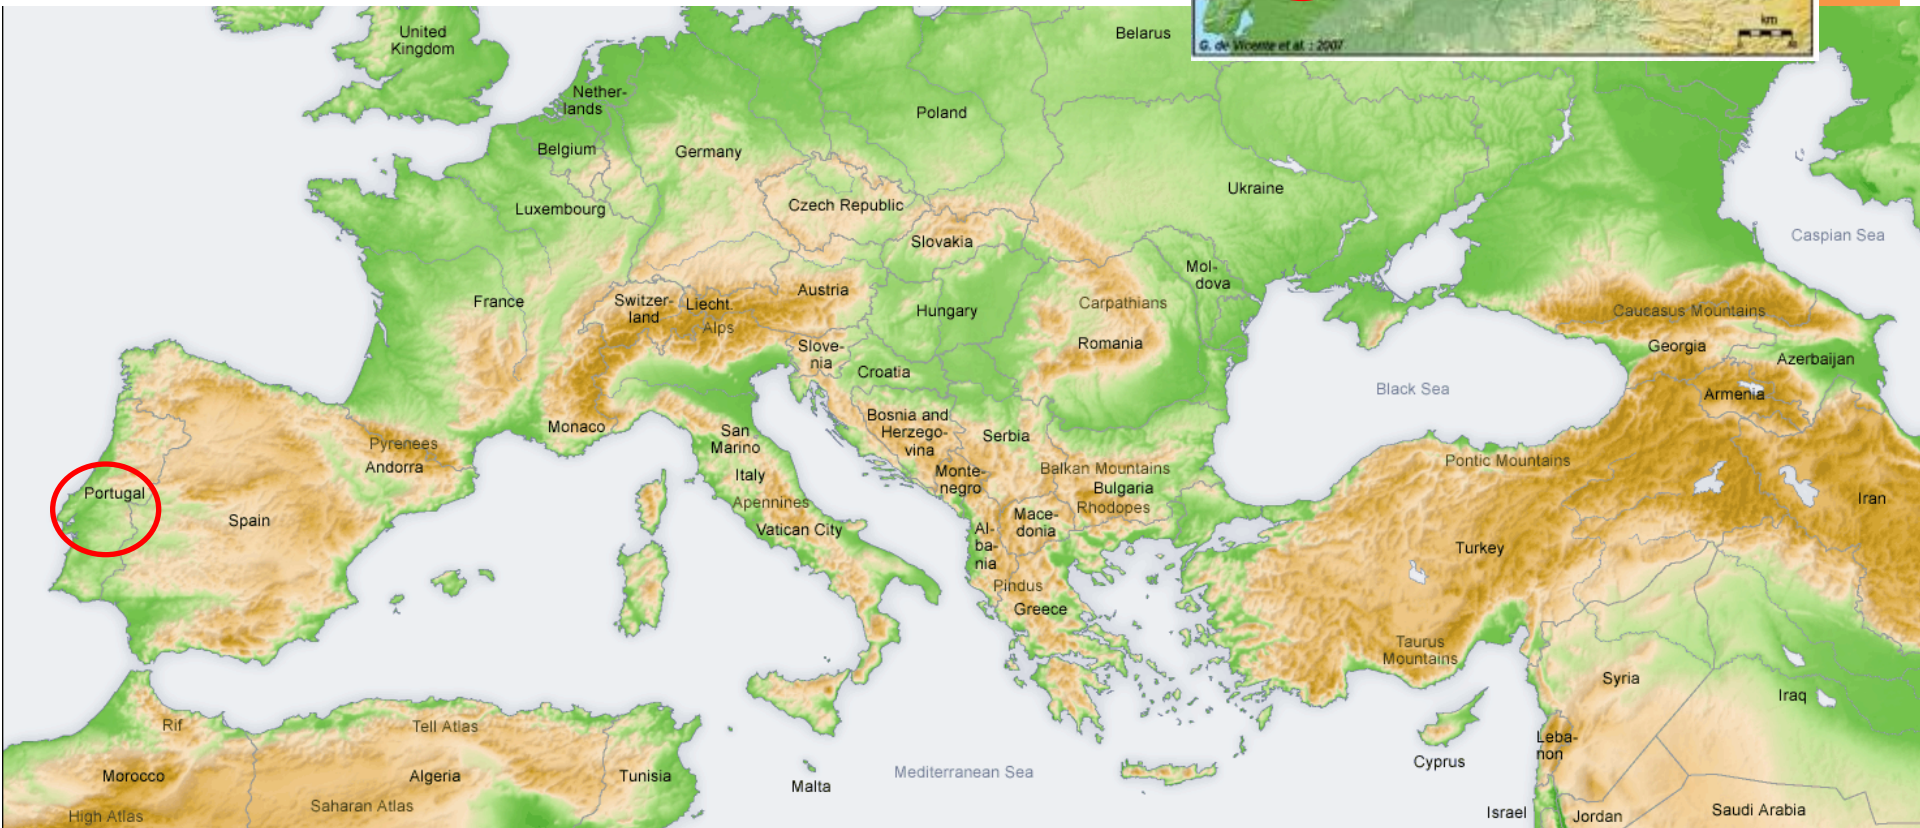 km
G. de Vicente et al.: 2007
United
Kingdom
Belarus
Nether-
lands
Poland
Belgium
Germany
Ukraine
Luxembourg
Czech Republic
Slovakia
Caspian Sea
Mol-
dova
France
Switzer-
land
Liecht.
Austria
Alps
Hungary
Carpathians
Caucasus Mountains
Romania
Slove-
nia
Georgia
Azerbaijan
Croatia
Black Sea
Armenia
Monaco
San
Marino
Bosnia and
Herzego-
vina
Serbia
Pyrenees
Andorra
Italy
Monte-
negro
Balkan Mountains
Bulgaria
Pontic Mountains
Portugal
Apennines
Rhodopes
Iran
Spain
Vatican City
Al-
ba-
nia
Mace-
donia
Turkey
Pindus
Greece
Taurus
Mountains
Syria
Iraq
Rif
Tell Atlas
Leba-
non
Morocco
Algeria
Tunisia
Malta
Mediterranean Sea
Cyprus
High Atlas
Saharan Atlas
Israel
Jordan
Saudi Arabia